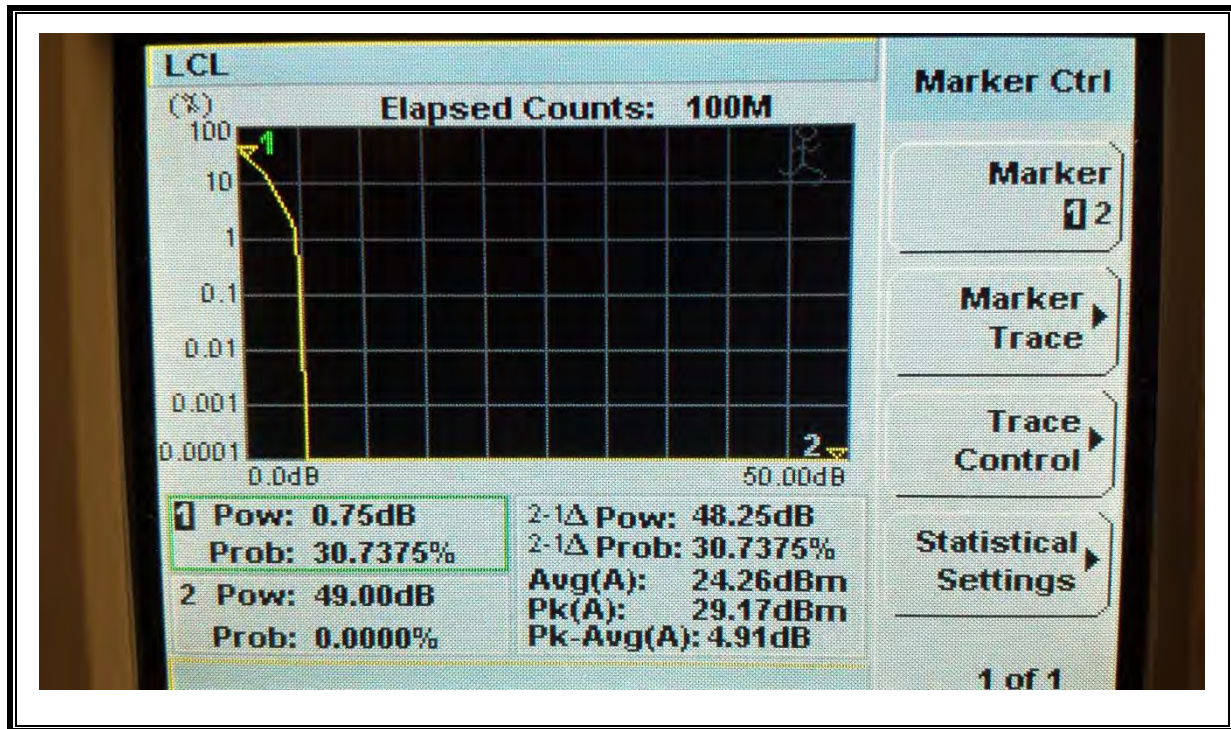 LCL
(%)
Elapsed Counts: 100M
100
10
1
0.1
0.01
0.001
0.0001
1
2
0.0dB
50.00dB
1 Pow: 0.75dB
Prob: 30.7375%
2 Pow: 49.00dB
Prob: 0.0000%
2-1Δ Pow: 48.25dB
2-1Δ Prob: 30.7375%
Avg(A): 24.26dBm
Pk(A): 29.17dBm
Pk-Avg(A): 4.91dB
Marker Ctrl
Marker
1 2
Marker
Trace
Trace
Control
Statistical
Settings
1 of 1